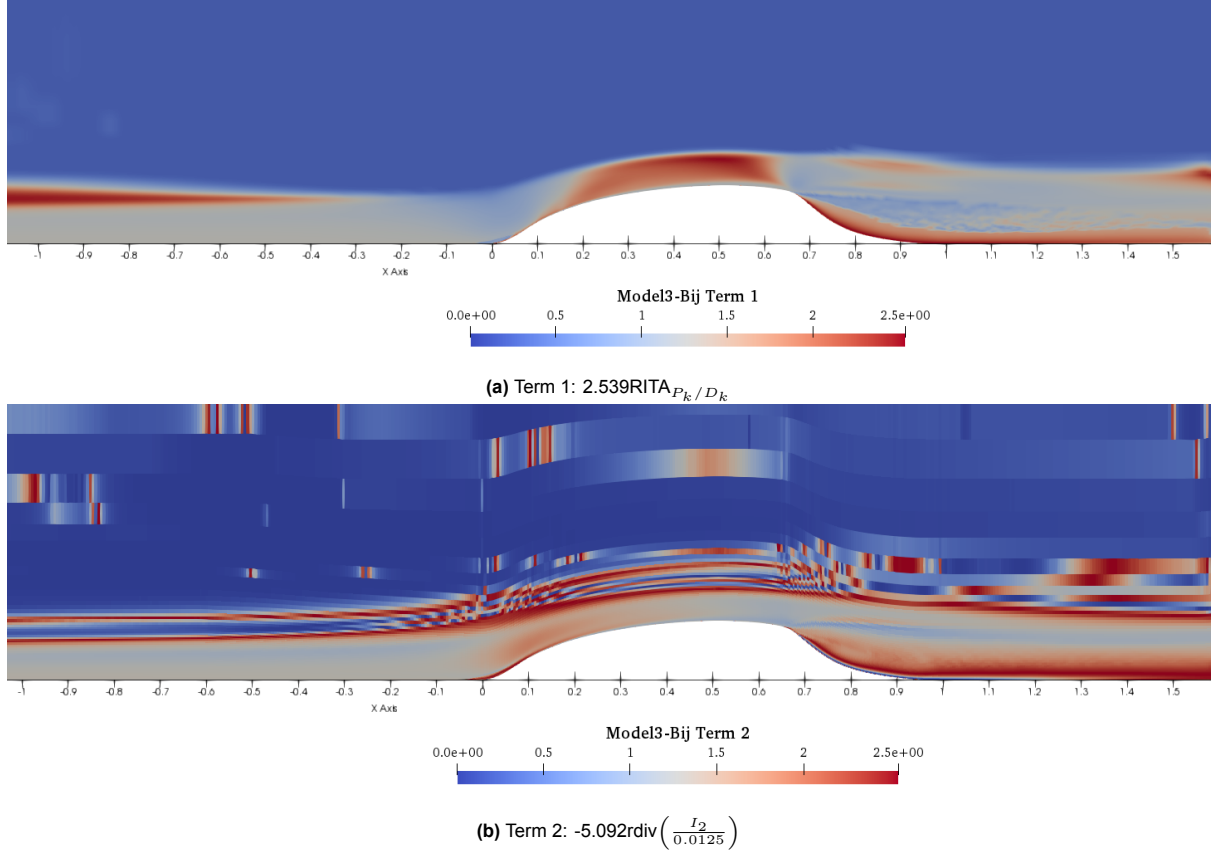 -1 -0.9 -0.8 -0.7 -0.6 -0.5 -0.4 -0.3 -0.2 -0.1 0 0.1 0.2 0.3 0.4 0.5 0.6 0.7 0.8 0.9 1 1.1 1.2 1.3 1.4 1.5
X Axis
Model3-Bij Term 1
0.0e+00 0.5 1 1.5 2 2.5e+00
(a) Term 1: 2.539RITA_{P_k/D_k}
-1 -0.9 -0.8 -0.7 -0.6 -0.5 -0.4 -0.3 -0.2 -0.1 0 0.1 0.2 0.3 0.4 0.5 0.6 0.7 0.8 0.9 1 1.1 1.2 1.3 1.4 1.5
X Axis
Model3-Bij Term 2
0.0e+00 0.5 1 1.5 2 2.5e+00
(b) Term 2: -5.092rdiv(\frac{I_2}{0.0125})